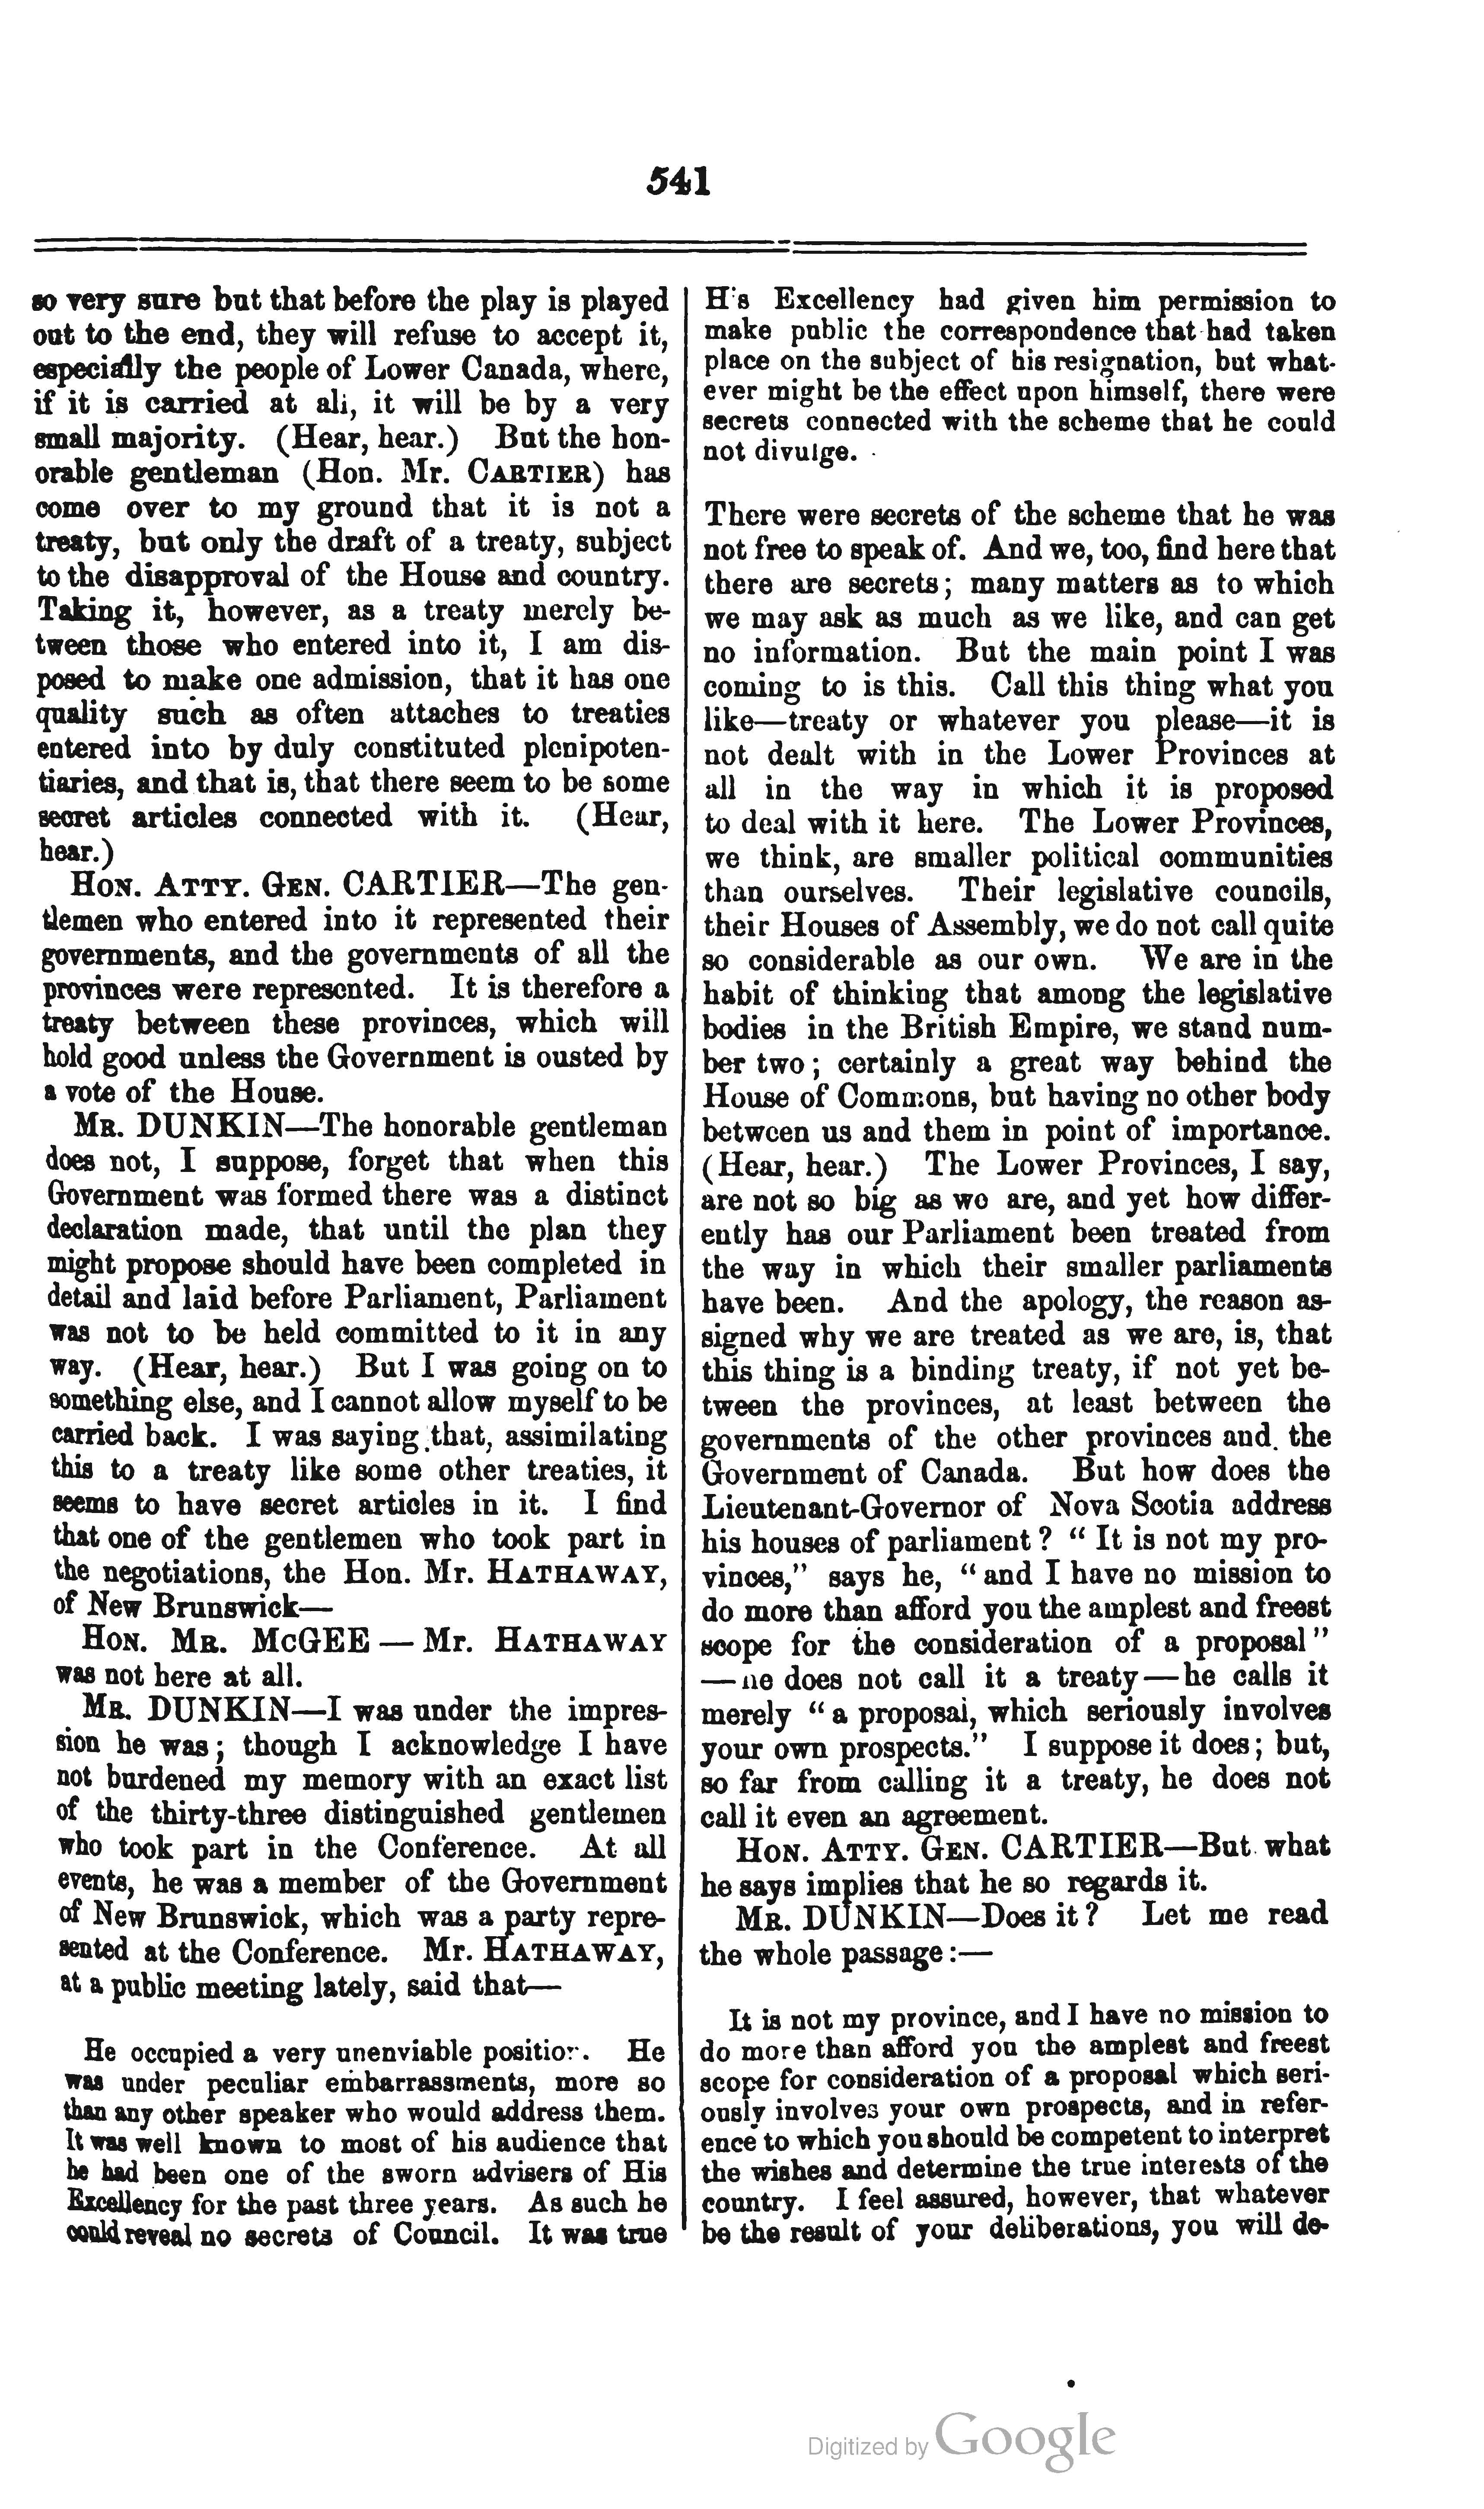 541
so very sure but that before the play is played
out to the end, they will refuse to accept it,
especially the people of Lower Canada, where,
if it is carried at all, it will be by a very
small majority. (Hear, hear.) But the hon-
orable gentleman (Hon. Mr. CARTIER) has
come over to my ground that it is not a
treaty, but only the draft of a treaty, subject
to the disapproval of the House and country.
Taking it, however, as a treaty merely be-
tween those who entered into it, I am dis-
posed to make one admission, that it has one
quality such as often attaches to treaties
entered into by duly constituted plenipoten-
tiaries, and that is, that there seem to be some
secret articles connected with it. (Hear,
hear.)
HON. ATTY. GEN. CARTIER—The gen-
tlemen who entered into it represented their
governments, and the governments of all the
provinces were represented. It is therefore a
treaty between these provinces, which will
hold good unless the Government is ousted by
a vote of the House.
MR. DUNKIN—The honorable gentleman
does not, I suppose, forget that when this
Government was formed there was a distinct
declaration made, that until the plan they
might propose should have been completed in
detail and laid before Parliament, Parliament
was not to be held committed to it in any
way. (Hear, hear.) But I was going on to
something else, and I cannot allow myself to be
carried back. I was saying that, assimilating
this to a treaty like some other treaties, it
seems to have secret articles in it. I find
that one of the gentlemen who took part in
the negotiations, the Hon. Mr. HATHAWAY,
of New Brunswick—
HON. MR. McGEE — Mr. HATHAWAY
was not here at all.
MR. DUNKIN—I was under the impres-
sion he was; though I acknowledge I have
not burdened my memory with an exact list
of the thirty-three distinguished gentlemen
who took part in the Conference. At all
events, he was a member of the Government
of New Brunswick, which was a party repre-
sented at the Conference. Mr. HATHAWAY,
at a public meeting lately, said that—
He occupied a very unenviable position. He
was under peculiar embarrassments, more so
than any other speaker who would address them.
It was well known to most of his audience that
he had been one of the sworn advisers of His
Excellency for the past three years. As such he
could reveal no secrets of Council. It was true
His Excellency had given him permission to
make public the correspondence that had taken
place on the subject of his resignation, but what-
ever might be the effect upon himself, there were
secrets connected with the scheme that he could
not divulge.
There were secrets of the scheme that he was
not free to speak of. And we, too, find here that
there are secrets; many matters as to which
we may ask as much as we like, and can get
no information. But the main point I was
coming to is this. Call this thing what you
like—treaty or whatever you please—it is
not dealt with in the Lower Provinces at
all in the way in which it is proposed
to deal with it here. The Lower Provinces,
we think, are smaller political communities
than ourselves. Their legislative councils,
their Houses of Assembly, we do not call quite
so considerable as our own. We are in the
habit of thinking that among the legislative
bodies in the British Empire, we stand num-
ber two; certainly a great way behind the
House of Commons, but having no other body
between us and them in point of importance.
(Hear, hear.) The Lower Provinces, I say,
are not so big as we are, and yet how differ-
ently has our Parliament been treated from
the way in which their smaller parliaments
have been. And the apology, the reason as-
signed why we are treated as we are, is, that
this thing is a binding treaty, if not yet be-
tween the provinces, at least between the
governments of the other provinces and the
Government of Canada. But how does the
Lieutenant-Governor of Nova Scotia address
his houses of parliament? "It is not my pro-
vinces," says he, "and I have no mission to
do more than afford you the amplest and freest
scope for the consideration of a proposal"
—he does not call it a treaty—he calls it
merely "a proposal, which seriously involves
your own prospects." I suppose it does; but,
so far from calling it a treaty, he does not
call it even an agreement.
HON. ATTY. GEN. CARTIER—But what
he says implies that he so regards it.
MR. DUNKIN—Does it? Let me read
the whole passage:—
It is not my province, and I have no mission to
do more than afford you the amplest and freest
scope for consideration of a proposal which seri-
ously involves your own prospects, and in refer-
ence to which you should be competent to interpret
the wishes and determine the true interests of the
country. I feel assured, however, that whatever
be the result of your deliberations, you will de-
Digitized by Google